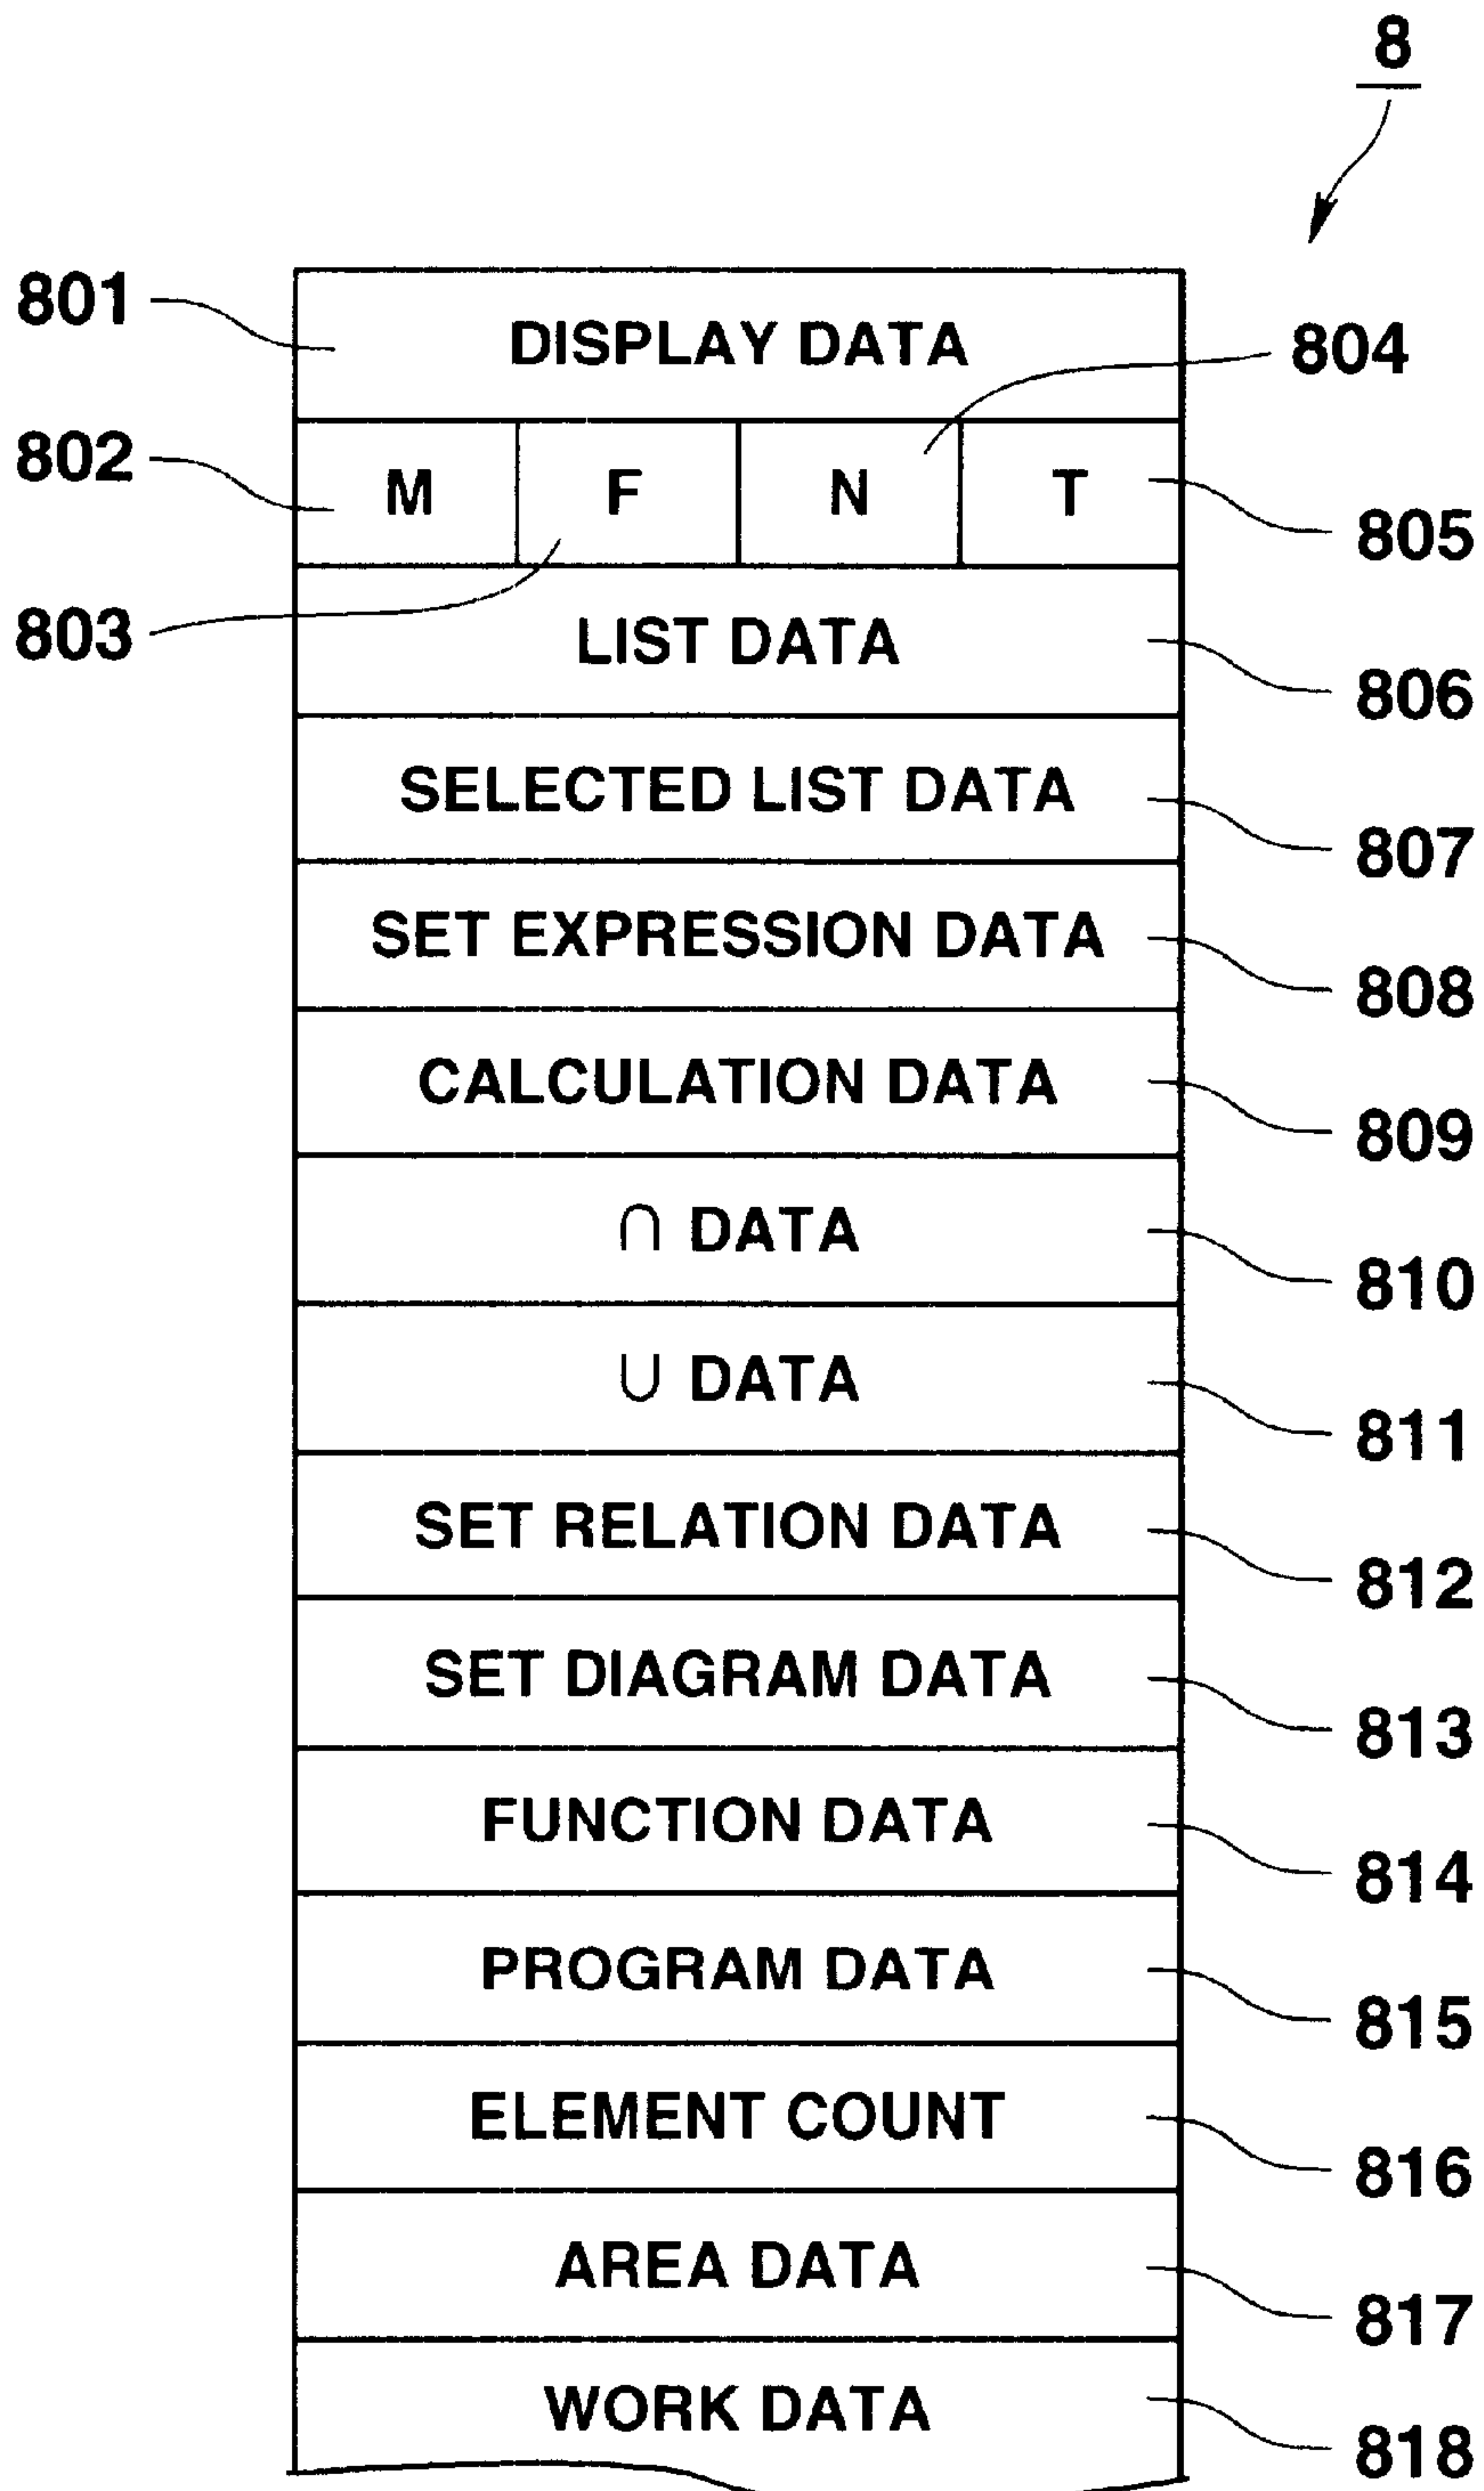 8
801
DISPLAY DATA
804
802
M F N T
805
803
LIST DATA
806
SELECTED LIST DATA
807
SET EXPRESSION DATA
808
CALCULATION DATA
809
∩ DATA
810
∪ DATA
811
SET RELATION DATA
812
SET DIAGRAM DATA
813
FUNCTION DATA
814
PROGRAM DATA
815
ELEMENT COUNT
816
AREA DATA
817
WORK DATA
818